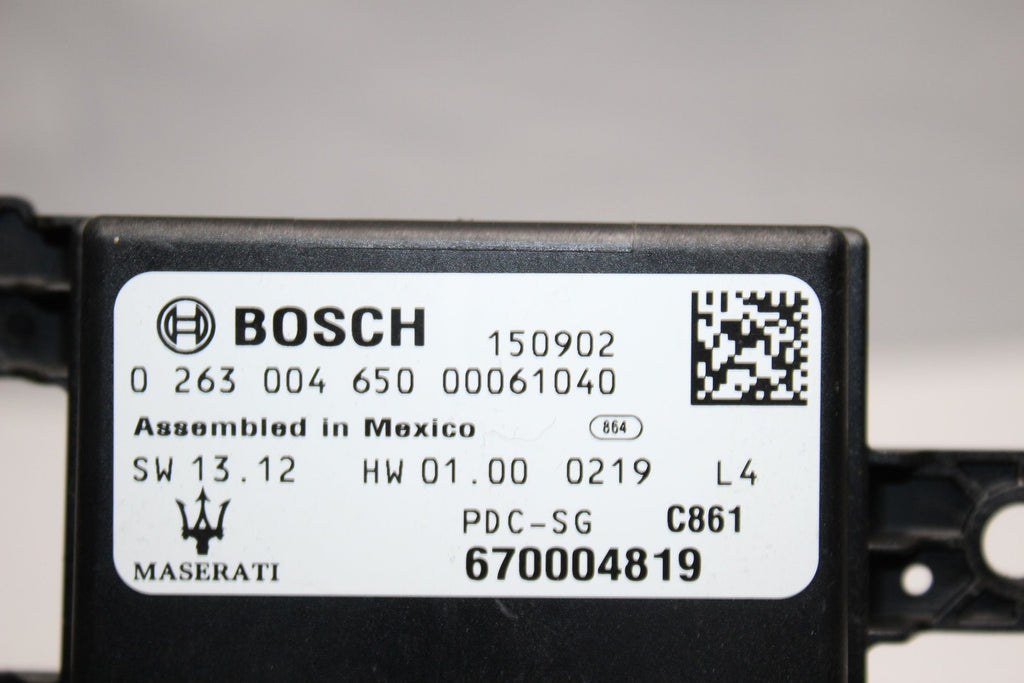 BOSCH 150902
0 263 004 650 00061040
Assembled in Mexico 864
SW 13.12 HW 01.00 0219 L4
PDC-SG C861
MASERATI 670004819